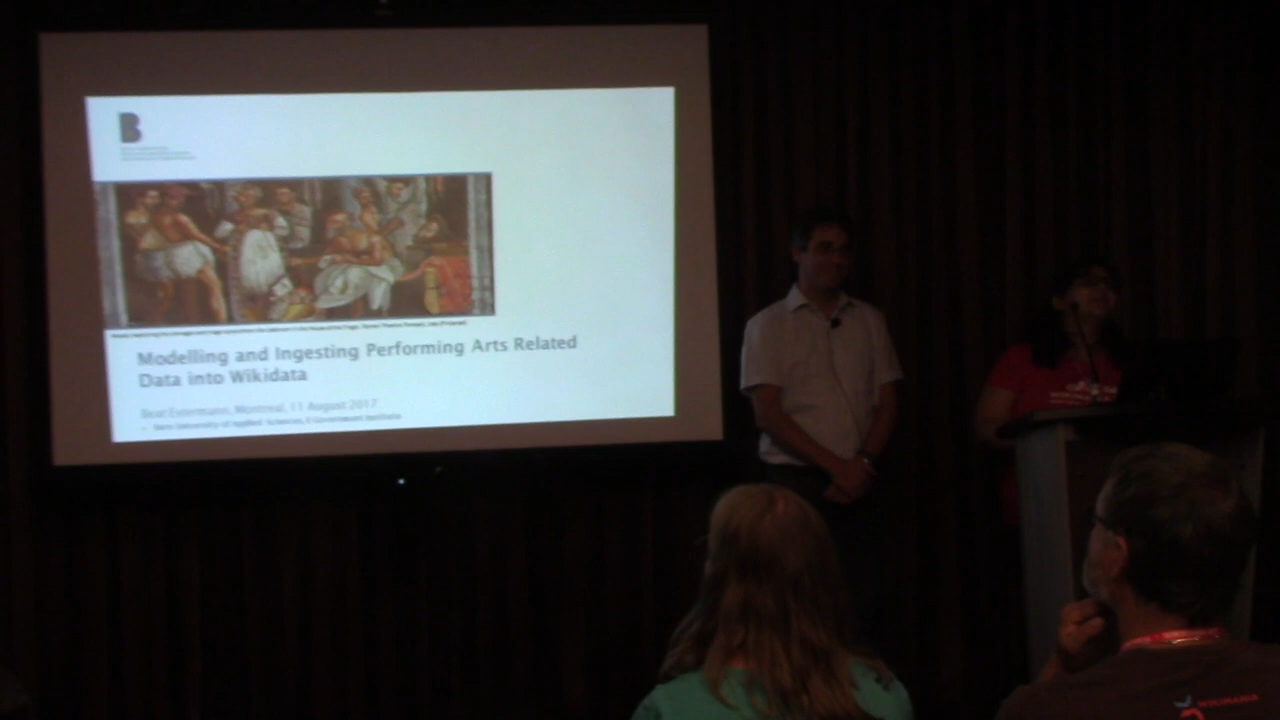 B
Modelling and Ingesting Performing Arts Related
Data into Wikidata
Beat Estermann, Montreal, 11 August 2017
Bern University of Applied Sciences, E-Government Institute
WIKIMANIA